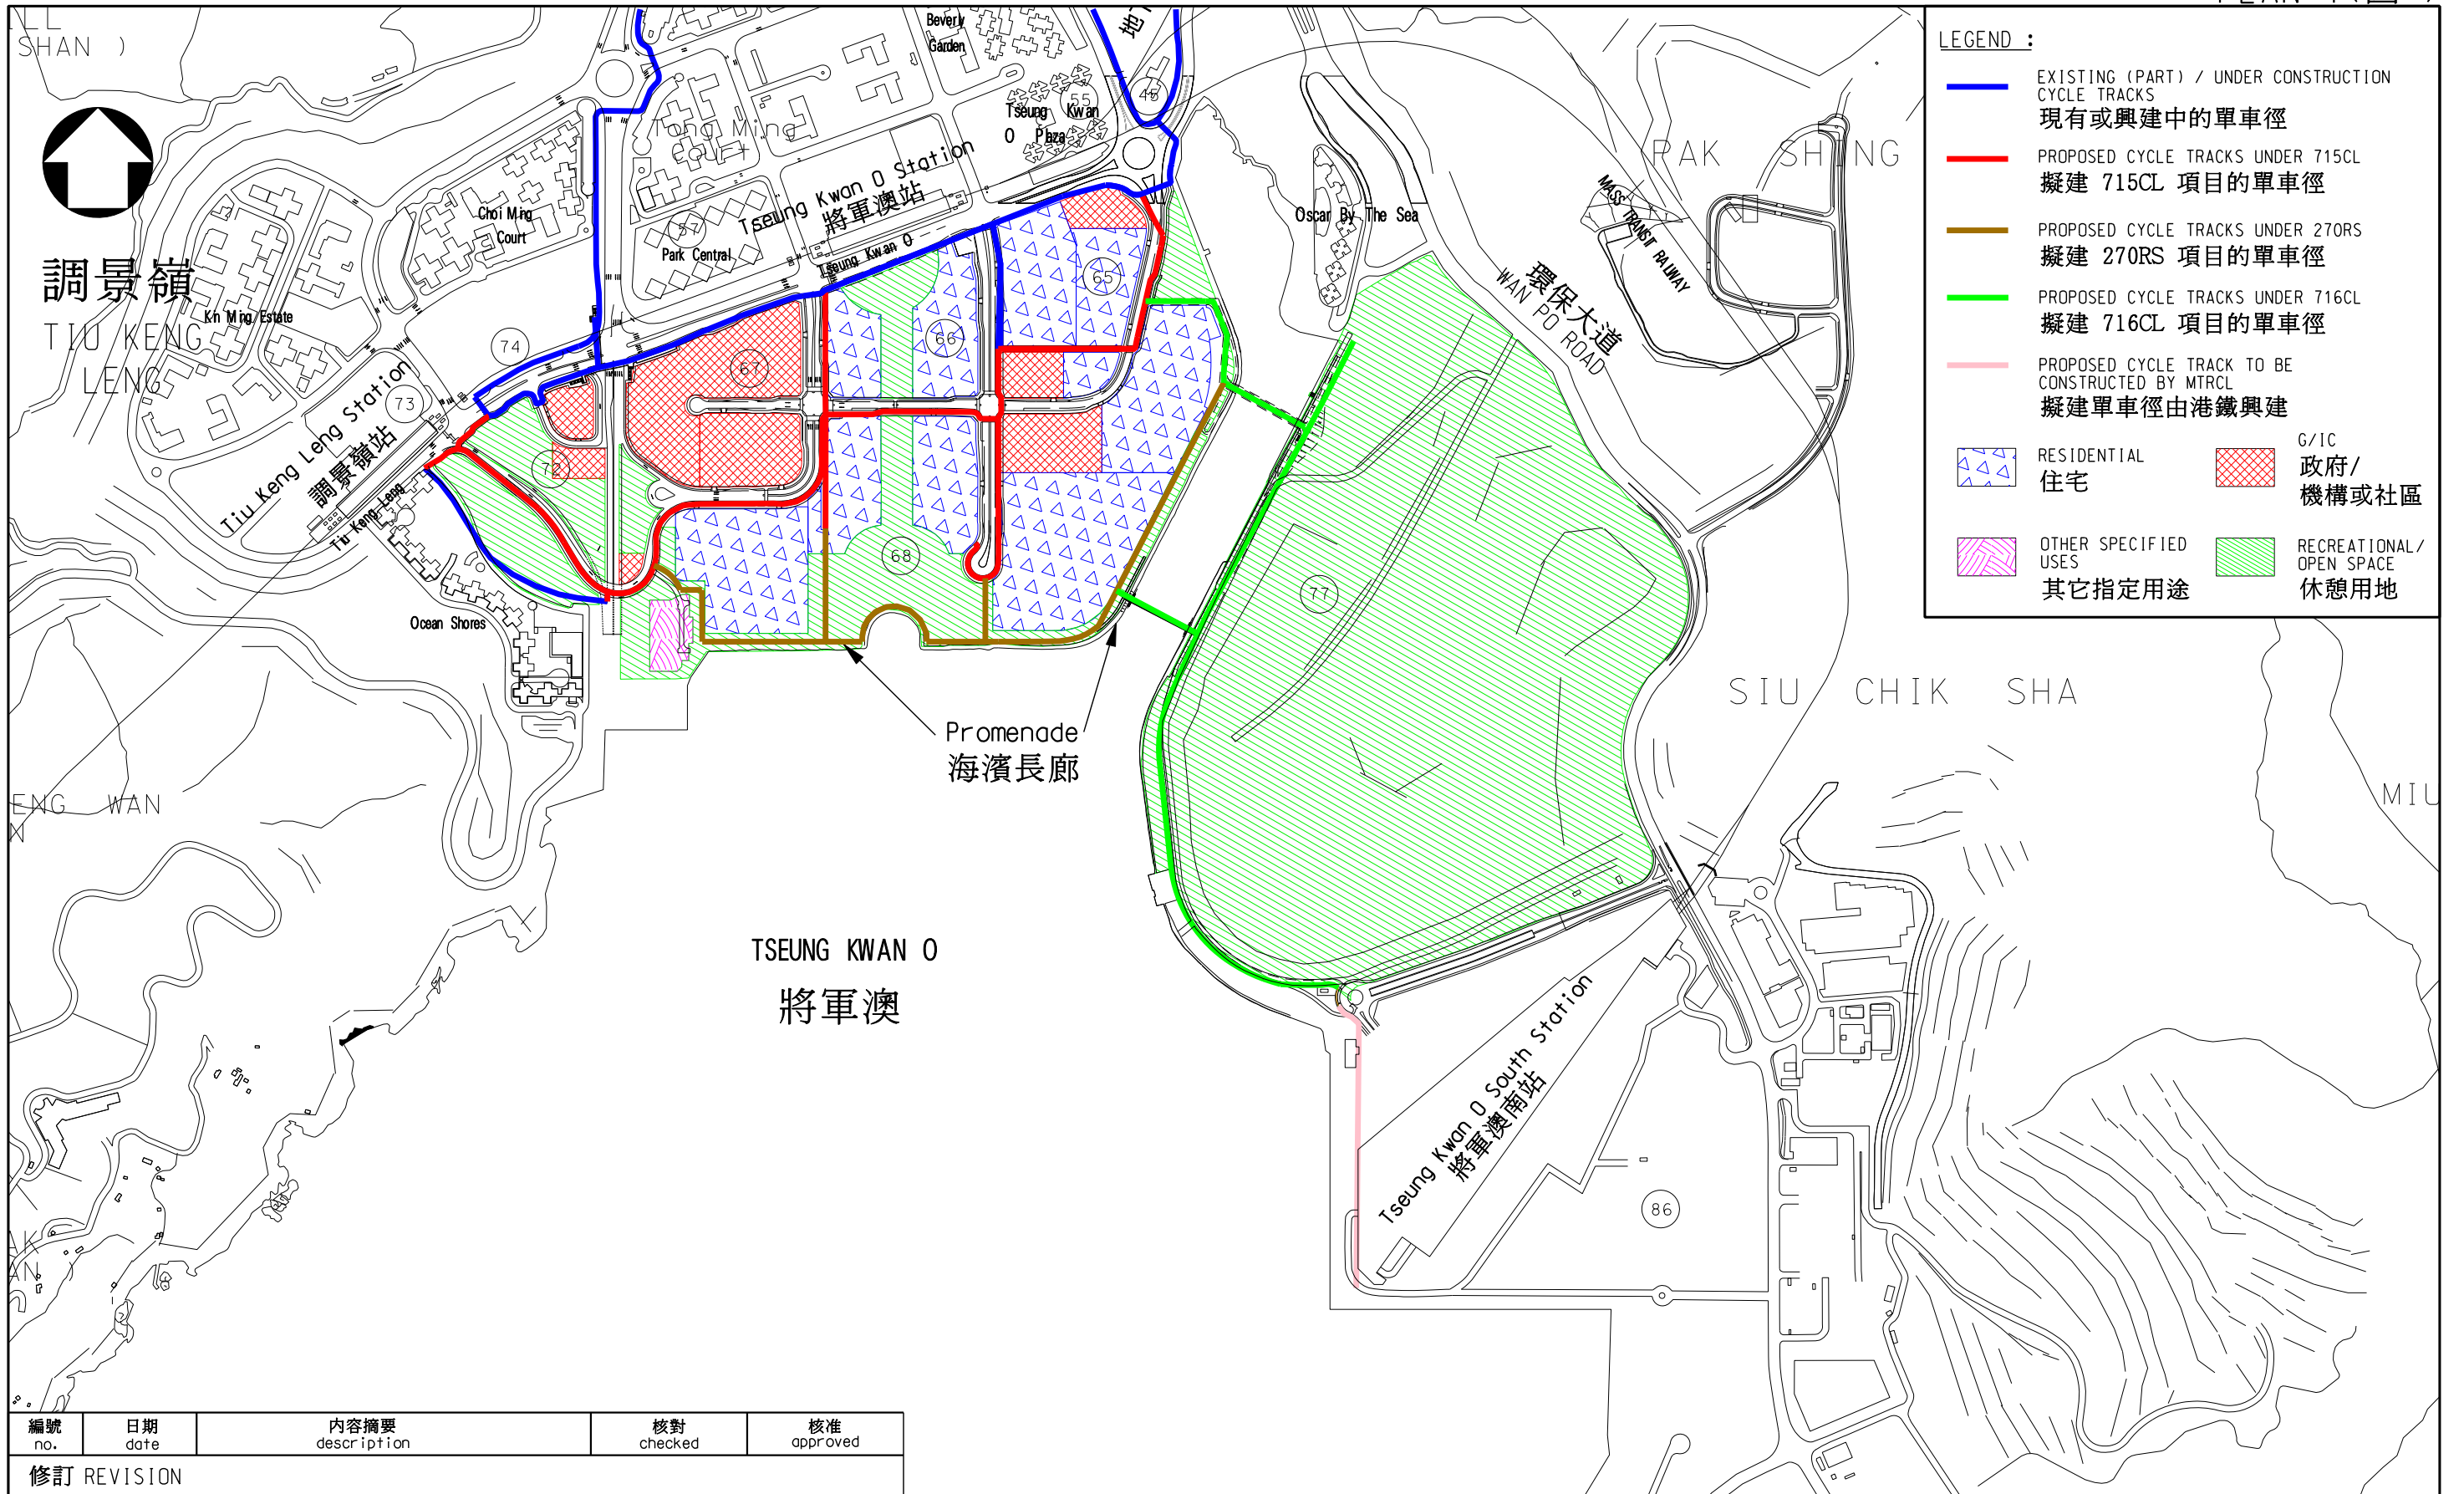 SHAN )
調景嶺
TIU KENG
LENG
Kin Ming Estate
Choi Ming
Court
Tong Ming
Court
Beverly
Garden
Tseung Kwan
O Plaza
55
45
57
Park Central
Tseung Kwan O Station
將軍澳站
Tseung Kwan O
Oscar By The Sea
PAK SHING
MASS TRANSIT RAILWAY
環保大道
WAN PO ROAD
74
73
Tiu Keng Leng Station
調景嶺站
Tiu Keng Leng
72
67
66
65
68
77
Ocean Shores
Promenade
海濱長廊
TSEUNG KWAN O
將軍澳
SIU CHIK SHA
MIU
ENG WAN
Tseung Kwan O South Station
將軍澳南站
86
LEGEND :
EXISTING (PART) / UNDER CONSTRUCTION
CYCLE TRACKS
現有或興建中的單車徑
PROPOSED CYCLE TRACKS UNDER 715CL
擬建 715CL 項目的單車徑
PROPOSED CYCLE TRACKS UNDER 270RS
擬建 270RS 項目的單車徑
PROPOSED CYCLE TRACKS UNDER 716CL
擬建 716CL 項目的單車徑
PROPOSED CYCLE TRACK TO BE
CONSTRUCTED BY MTRCL
擬建單車徑由港鐵興建
RESIDENTIAL
住宅
G/IC
政府/
機構或社區
OTHER SPECIFIED
USES
其它指定用途
RECREATIONAL/
OPEN SPACE
休憩用地
編號 日期 內容摘要 核對 核准
no. date description checked approved
修訂 REVISION